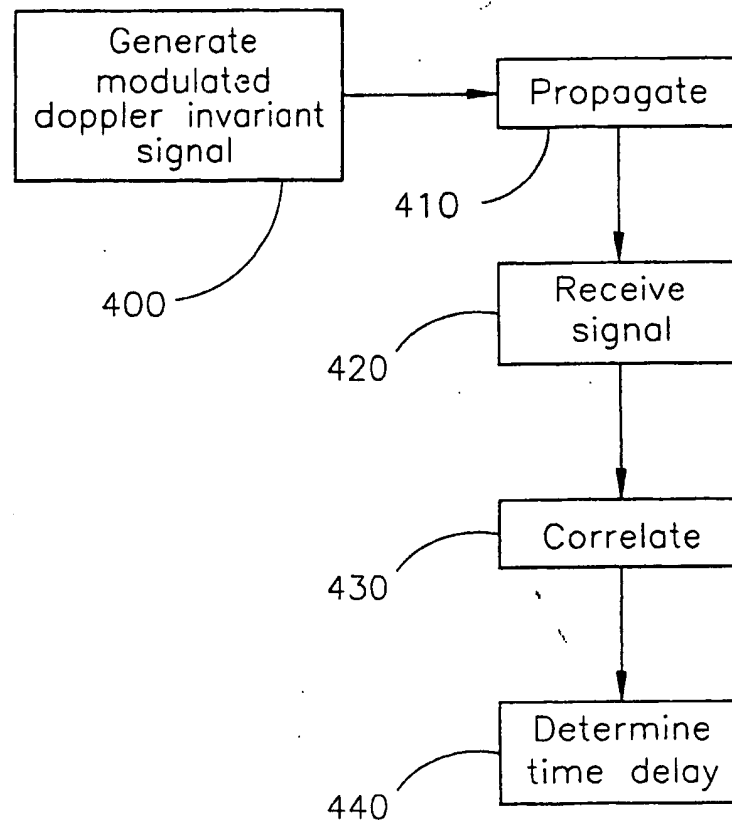 Generate
modulated
doppler invariant
signal
400
Propagate
410
Receive
signal
420
Correlate
430
Determine
time delay
440